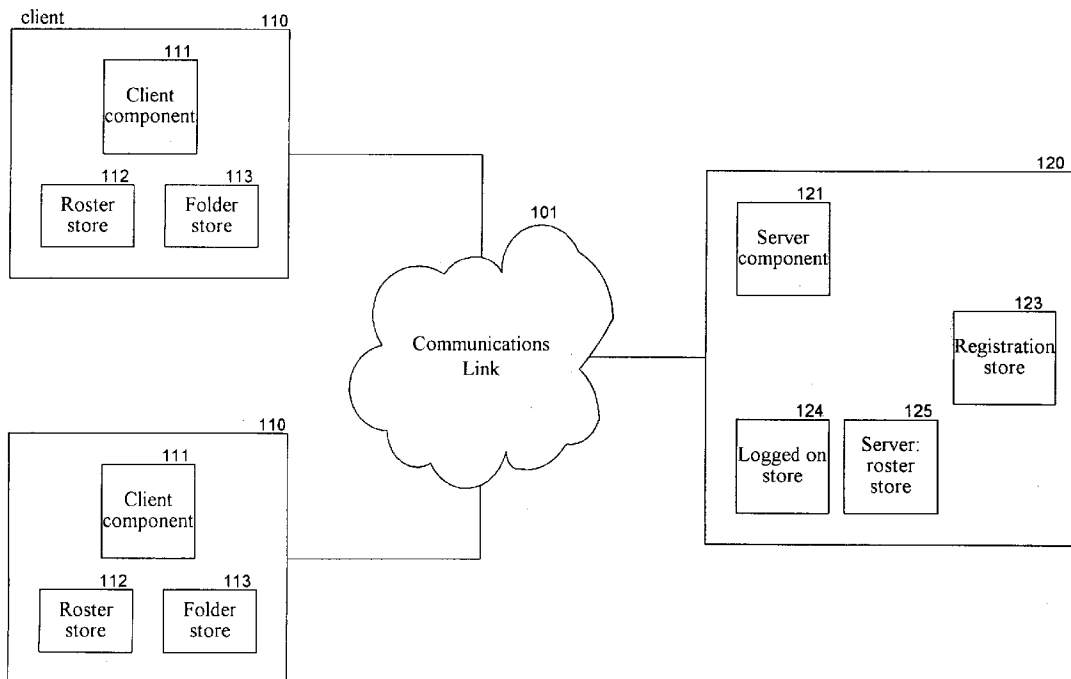 client
110
111
Client
component
112
113
Roster
store
Folder
store
101
Communications
Link
120
121
Server
component
123
Registration
store
124
125
Logged on
store
Server:
roster
store
110
111
Client
component
112
113
Roster
store
Folder
store